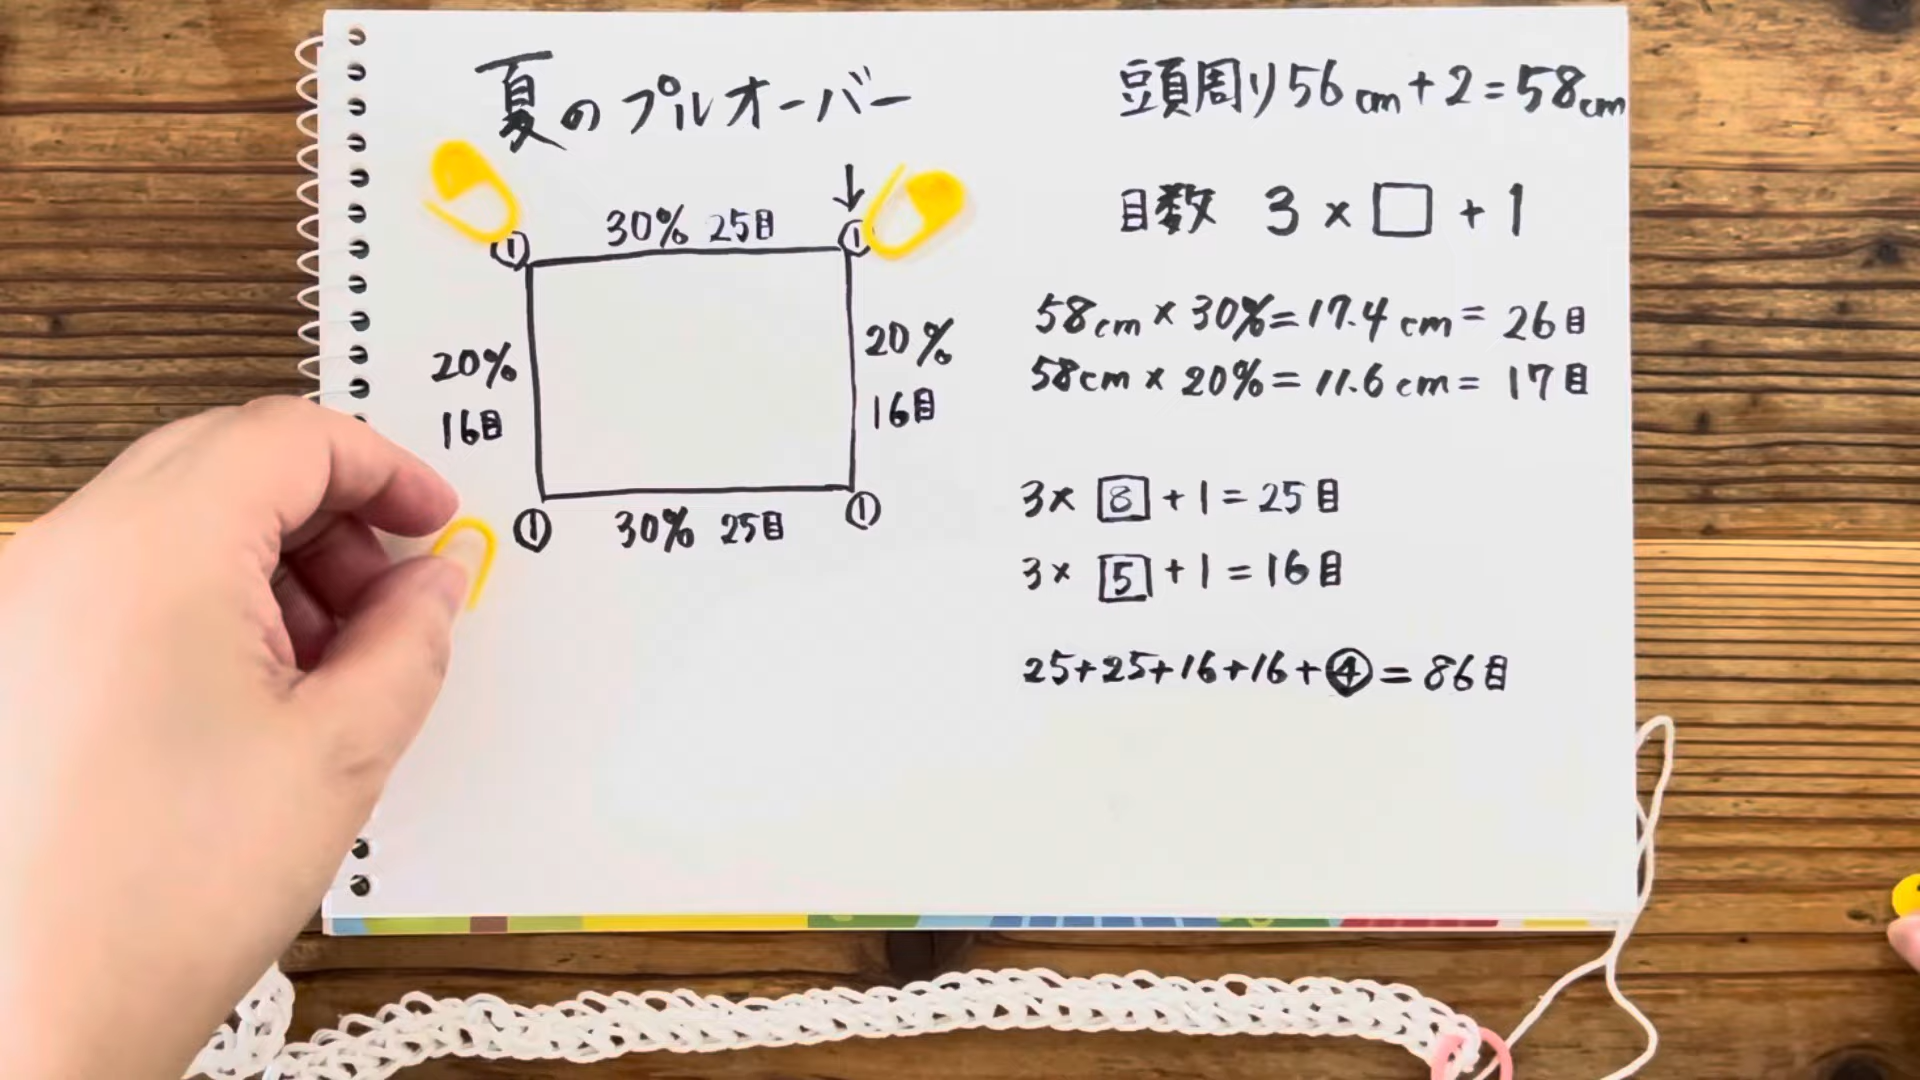 夏のプルオーバー
① 30% 25目 ↓ ①
20% 16目
20% 16目
① 30% 25目 ①
頭周り56cm+2=58cm
目数 3×□+1
58cm×30%=17.4cm=26目
58cm×20%=11.6cm=17目
3×8+1=25目
3×5+1=16目
25+25+16+16+④=86目